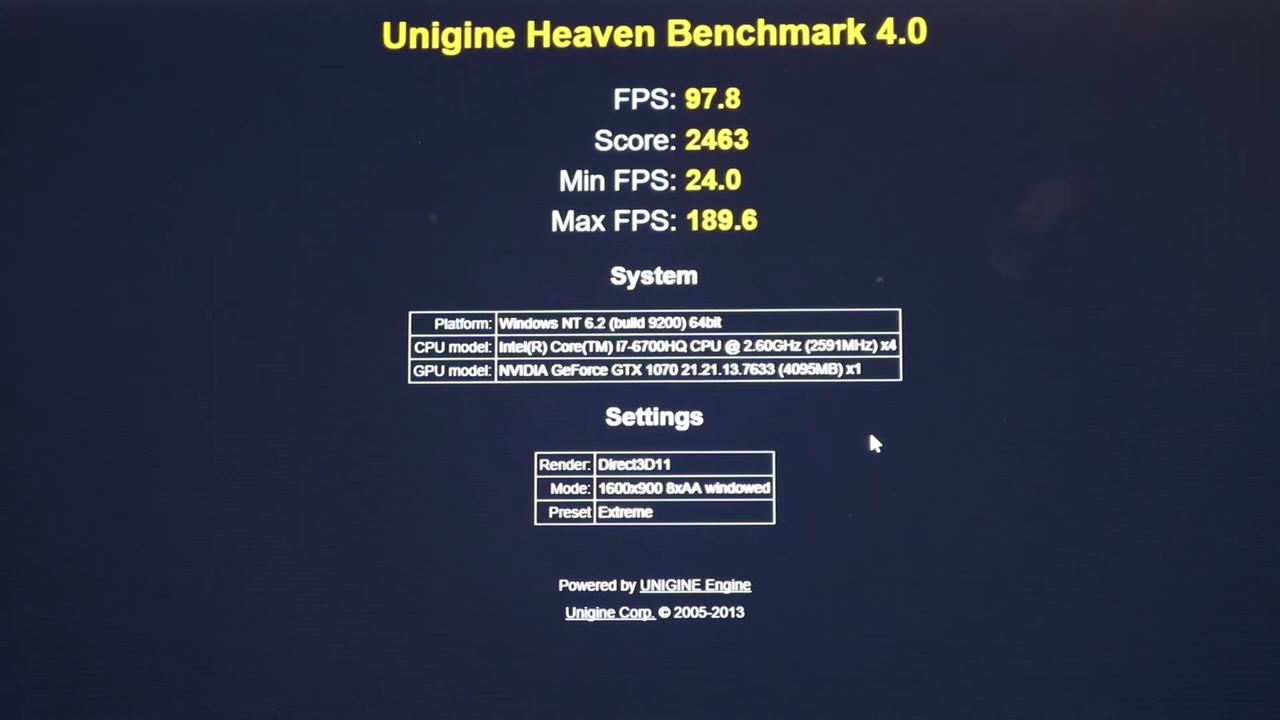 Unigine Heaven Benchmark 4.0
FPS: 97.8
Score: 2463
Min FPS: 24.0
Max FPS: 189.6
System
Platform: Windows NT 6.2 (build 9200) 64bit
CPU model: Intel(R) Core(TM) i7-6700HQ CPU @ 2.60GHz (2591MHz) x4
GPU model: NVIDIA GeForce GTX 1070 21.21.13.7633 (4095MB) x1
Settings
Render: Direct3D11
Mode: 1600x900 8xAA windowed
Preset Extreme
Powered by UNIGINE Engine
Unigine Corp. © 2005-2013